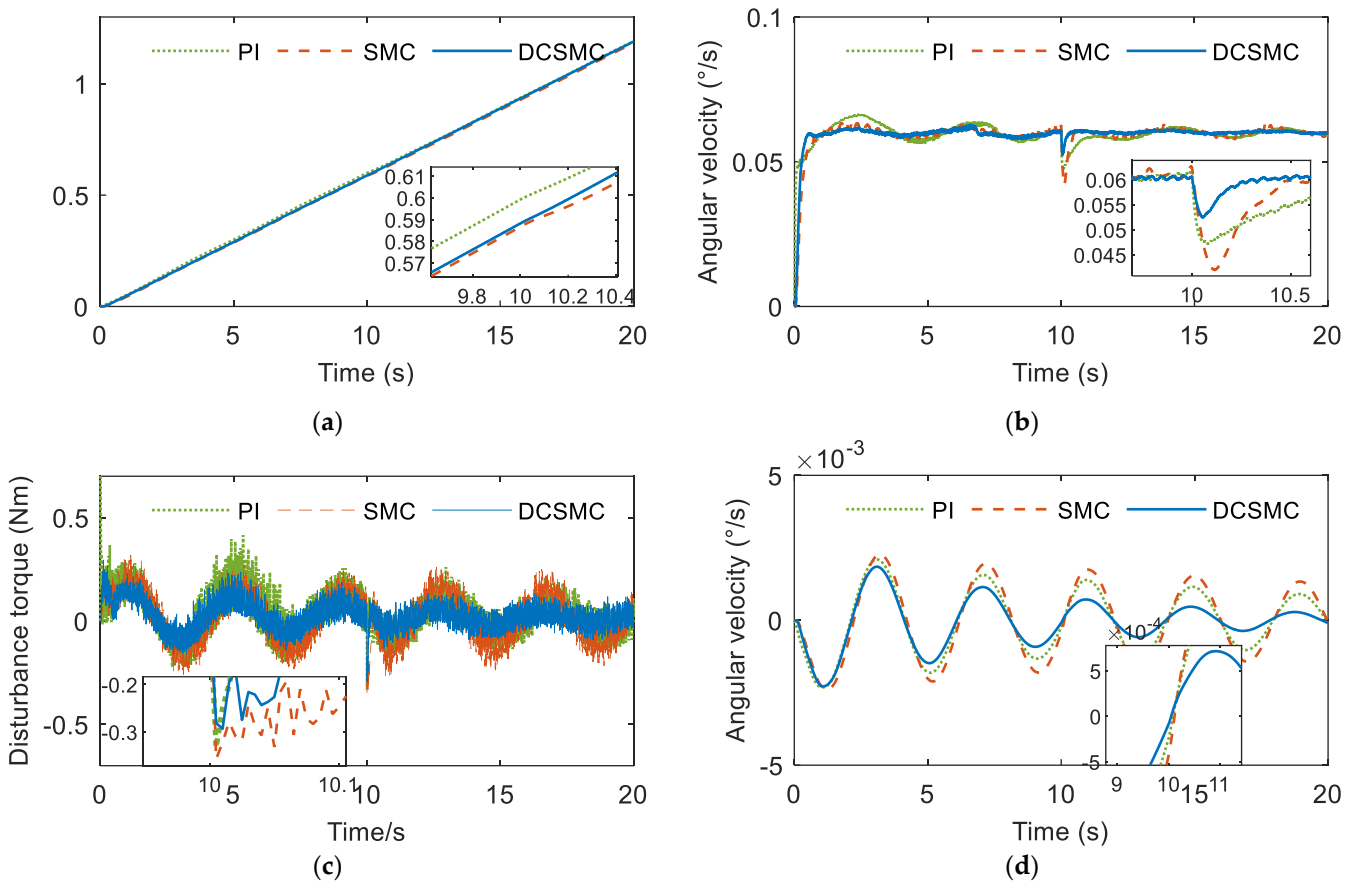 PI SMC DCSMC
1
0.5
0
0.61
0.6
0.59
0.58
0.57
9.8 10 10.2 10.4
0 5 10 15 20
Time (s)
(a)
Angular velocity (°/s)
0.1
PI SMC DCSMC
0.05
0
0.06
0.055
0.05
0.045
10 10.5
0 5 10 15 20
Time (s)
(b)
Disturbance torque (Nm)
PI SMC DCSMC
0.5
0
-0.5
-0.2
-0.3
10 10.1
0 5 10 15 20
Time/s
(c)
Angular velocity (°/s)
×10-3
5
PI SMC DCSMC
0
-5
×10-4
5
0
-5
9 10 11
0 5 10 15 20
Time (s)
(d)